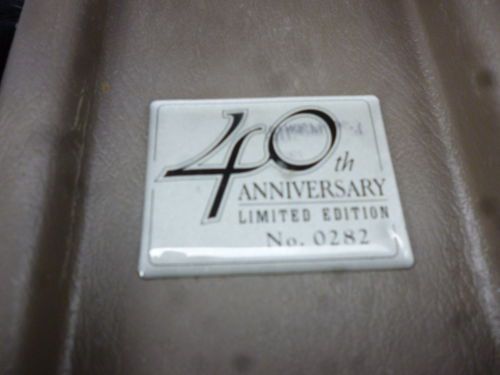 40th
ANNIVERSARY
LIMITED EDITION
No. 0282